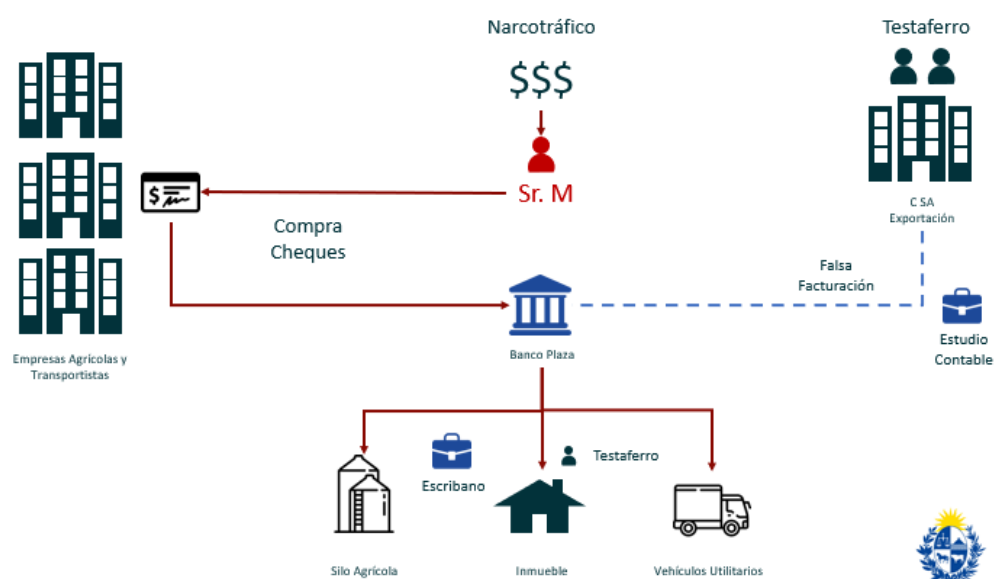 Narcotráfico
Testaferro
$$$
$
Sr. M
Compra
Cheques
C SA
Exportación
Falsa
Facturación
Estudio
Contable
Empresas Agrícolas y
Transportistas
Banco Plaza
Escribano
Testaferro
Silo Agrícola
Inmueble
Vehículos Utilitarios